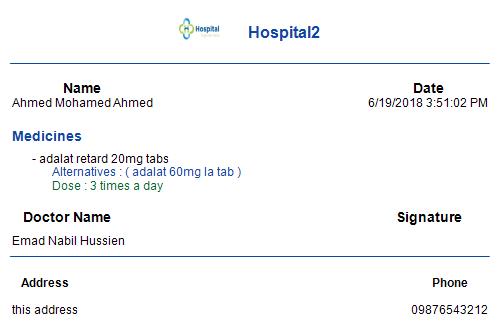 Hospital
Hospital2
Name Date
Ahmed Mohamed Ahmed 6/19/2018 3:51:02 PM
Medicines
- adalat retard 20mg tabs
Alternatives : ( adalat 60mg la tab )
Dose : 3 times a day
Doctor Name Signature
Emad Nabil Hussien
Address Phone
this address 09876543212